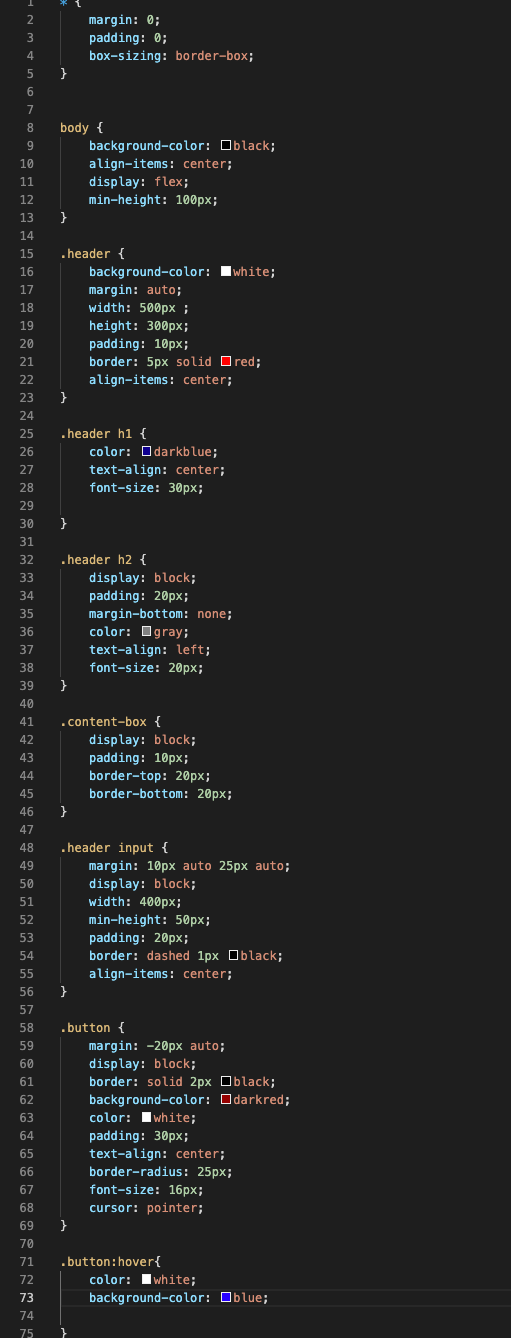 1 * {
2 margin: 0;
3 padding: 0;
4 box-sizing: border-box;
5 }
6
7
8 body {
9 background-color: black;
10 align-items: center;
11 display: flex;
12 min-height: 100px;
13 }
14
15 .header {
16 background-color: white;
17 margin: auto;
18 width: 500px ;
19 height: 300px;
20 padding: 10px;
21 border: 5px solid red;
22 align-items: center;
23 }
24
25 .header h1 {
26 color: darkblue;
27 text-align: center;
28 font-size: 30px;
29
30 }
31
32 .header h2 {
33 display: block;
34 padding: 20px;
35 margin-bottom: none;
36 color: gray;
37 text-align: left;
38 font-size: 20px;
39 }
40
41 .content-box {
42 display: block;
43 padding: 10px;
44 border-top: 20px;
45 border-bottom: 20px;
46 }
47
48 .header input {
49 margin: 10px auto 25px auto;
50 display: block;
51 width: 400px;
52 min-height: 50px;
53 padding: 20px;
54 border: dashed 1px black;
55 align-items: center;
56 }
57
58 .button {
59 margin: -20px auto;
60 display: block;
61 border: solid 2px black;
62 background-color: darkred;
63 color: white;
64 padding: 30px;
65 text-align: center;
66 border-radius: 25px;
67 font-size: 16px;
68 cursor: pointer;
69 }
70
71 .button:hover{
72 color: white;
73 background-color: blue;
74
75 }